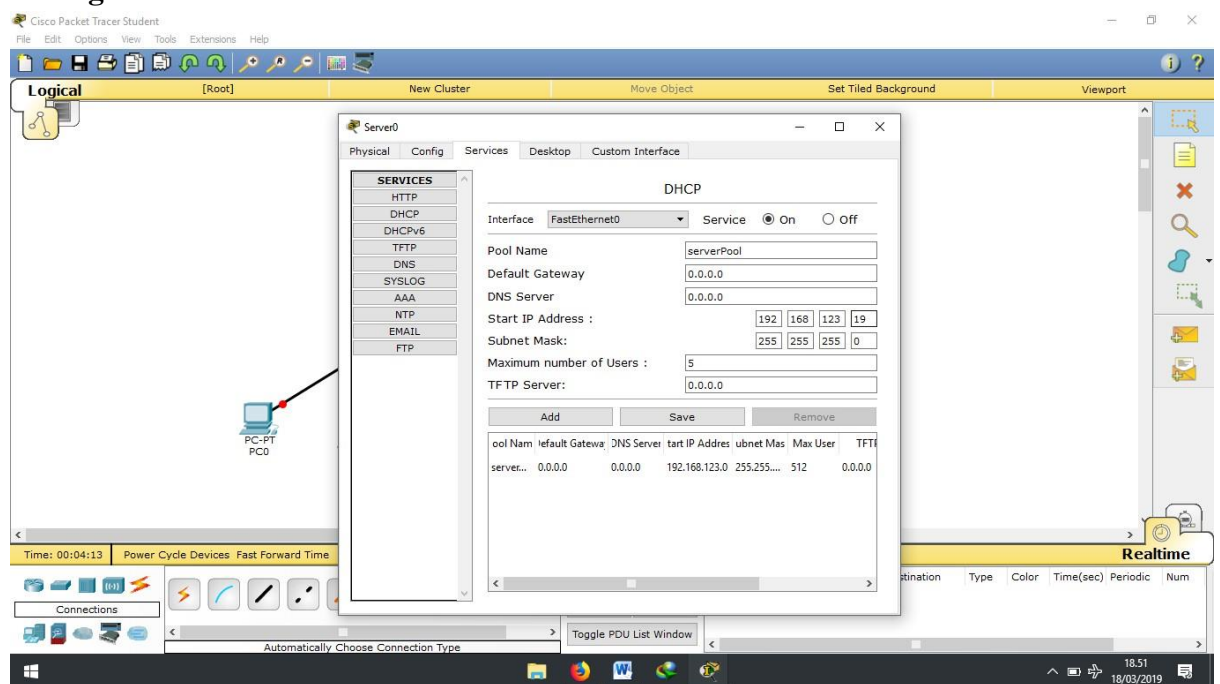 Cisco Packet Tracer Student
File Edit Options View Tools Extensions Help
Logical [Root] New Cluster Move Object Set Tiled Background Viewport
Server0
Physical Config Services Desktop Custom Interface
SERVICES
HTTP
DHCP
DHCPv6
TFTP
DNS
SYSLOG
AAA
NTP
EMAIL
FTP
DHCP
Interface FastEthernet0 Service On Off
Pool Name serverPool
Default Gateway 0.0.0.0
DNS Server 0.0.0.0
Start IP Address : 192 168 123 19
Subnet Mask: 255 255 255 0
Maximum number of Users : 5
TFTP Server: 0.0.0.0
Add Save Remove
ool Nam efault Gateway DNS Server tart IP Addres ubnet Mas Max User TFTP
server... 0.0.0.0 0.0.0.0 192.168.123.0 255.255.... 512 0.0.0.0
PC-PT
PC0
Time: 00:04:13 Power Cycle Devices Fast Forward Time Realtime
Connections
Automatically Choose Connection Type
Toggle PDU List Window
stination Type Color Time(sec) Periodic Num
18.51
18/03/2019